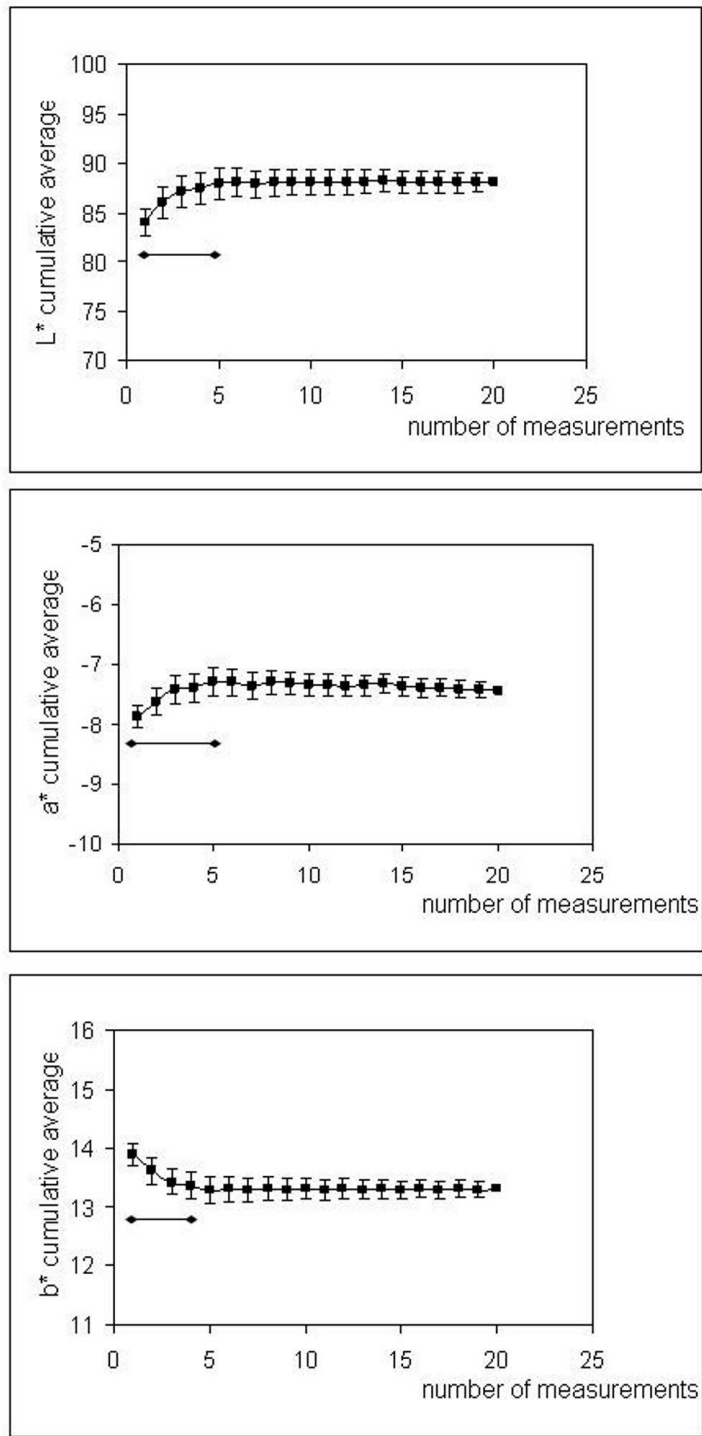 L* cumulative average
100
95
90
85
80
75
70
0 5 10 15 20 25
number of measurements
a* cumulative average
-5
-6
-7
-8
-9
-10
0 5 10 15 20 25
number of measurements
b* cumulative average
16
15
14
13
12
11
0 5 10 15 20 25
number of measurements